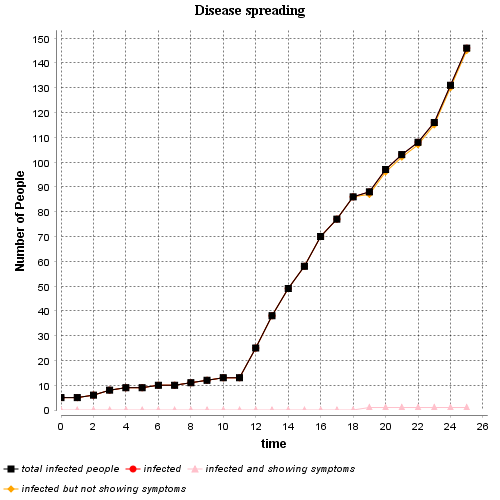 Disease spreading
150
140
130
120
110
100
90
80
70
60
50
40
30
20
10
0
Number of People
0 2 4 6 8 10 12 14 16 18 20 22 24 26
time
total infected people infected infected and showing symptoms
infected but not showing symptoms